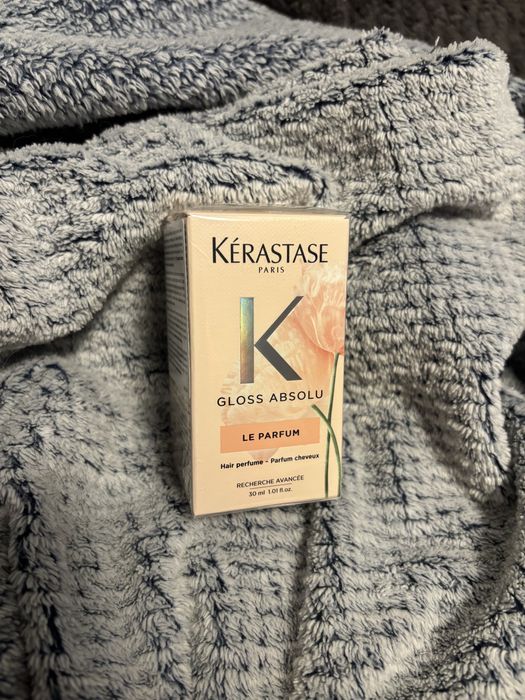 KÉRASTASE
PARIS
K
GLOSS ABSOLU
LE PARFUM
Hair perfume - Parfum cheveux
RECHERCHE AVANCÉE
30 ml 1.01 fl.oz.